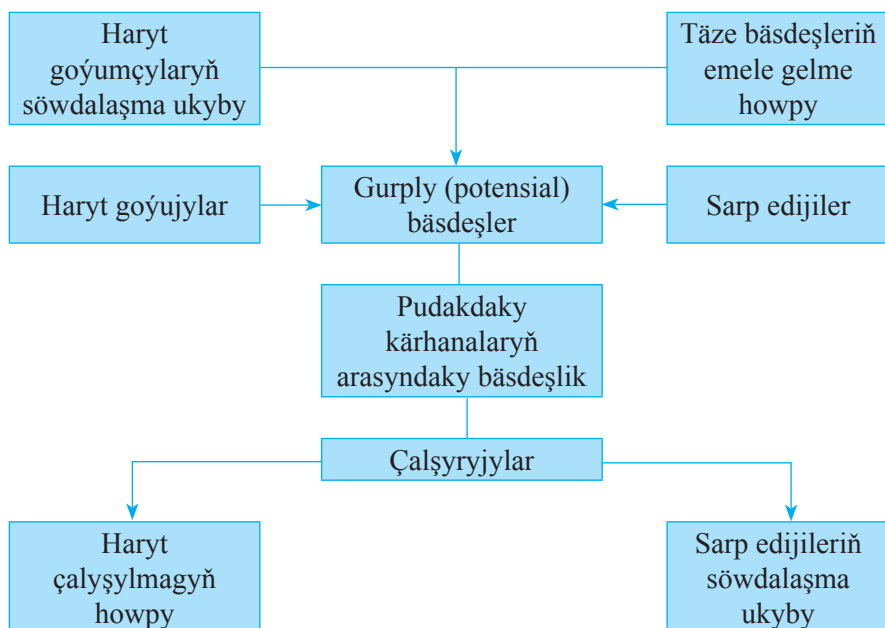 Haryt
goýumçylaryň
söwdalaşma ukyby
Täze bäsdeşleriň
emele gelme
howpy
Haryt goýujylar
Gurply (potensial)
bäsdeşler
Sarp edijiler
Pudakdaky
kärhanalaryň
arasyndaky bäsdeşlik
Çalşyryjylar
Haryt
çalyşylmagyň
howpy
Sarp edijileriň
söwdalaşma
ukyby